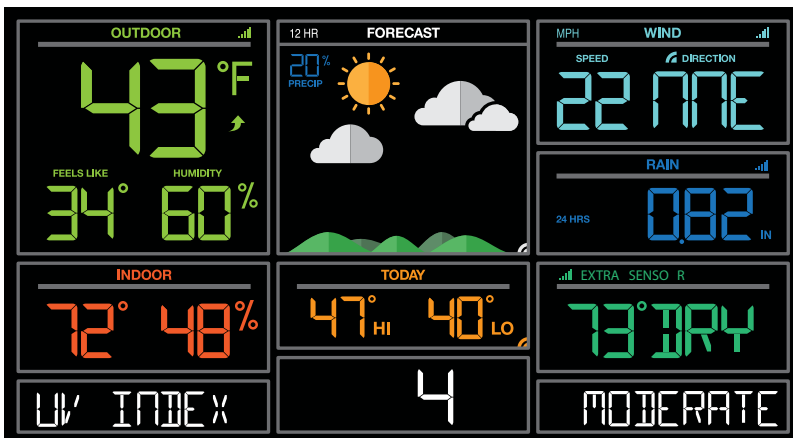 OUTDOOR
43°F
FEELS LIKE HUMIDITY
34° 60%
12 HR FORECAST
20%
PRECIP
MPH WIND
SPEED DIRECTION
22 NNE
RAIN
24 HRS 0.82 IN
INDOOR
72° 48%
TODAY
47° HI 40° LO
EXTRA SENSO R
73° DRY
UV INDEX
4
MODERATE